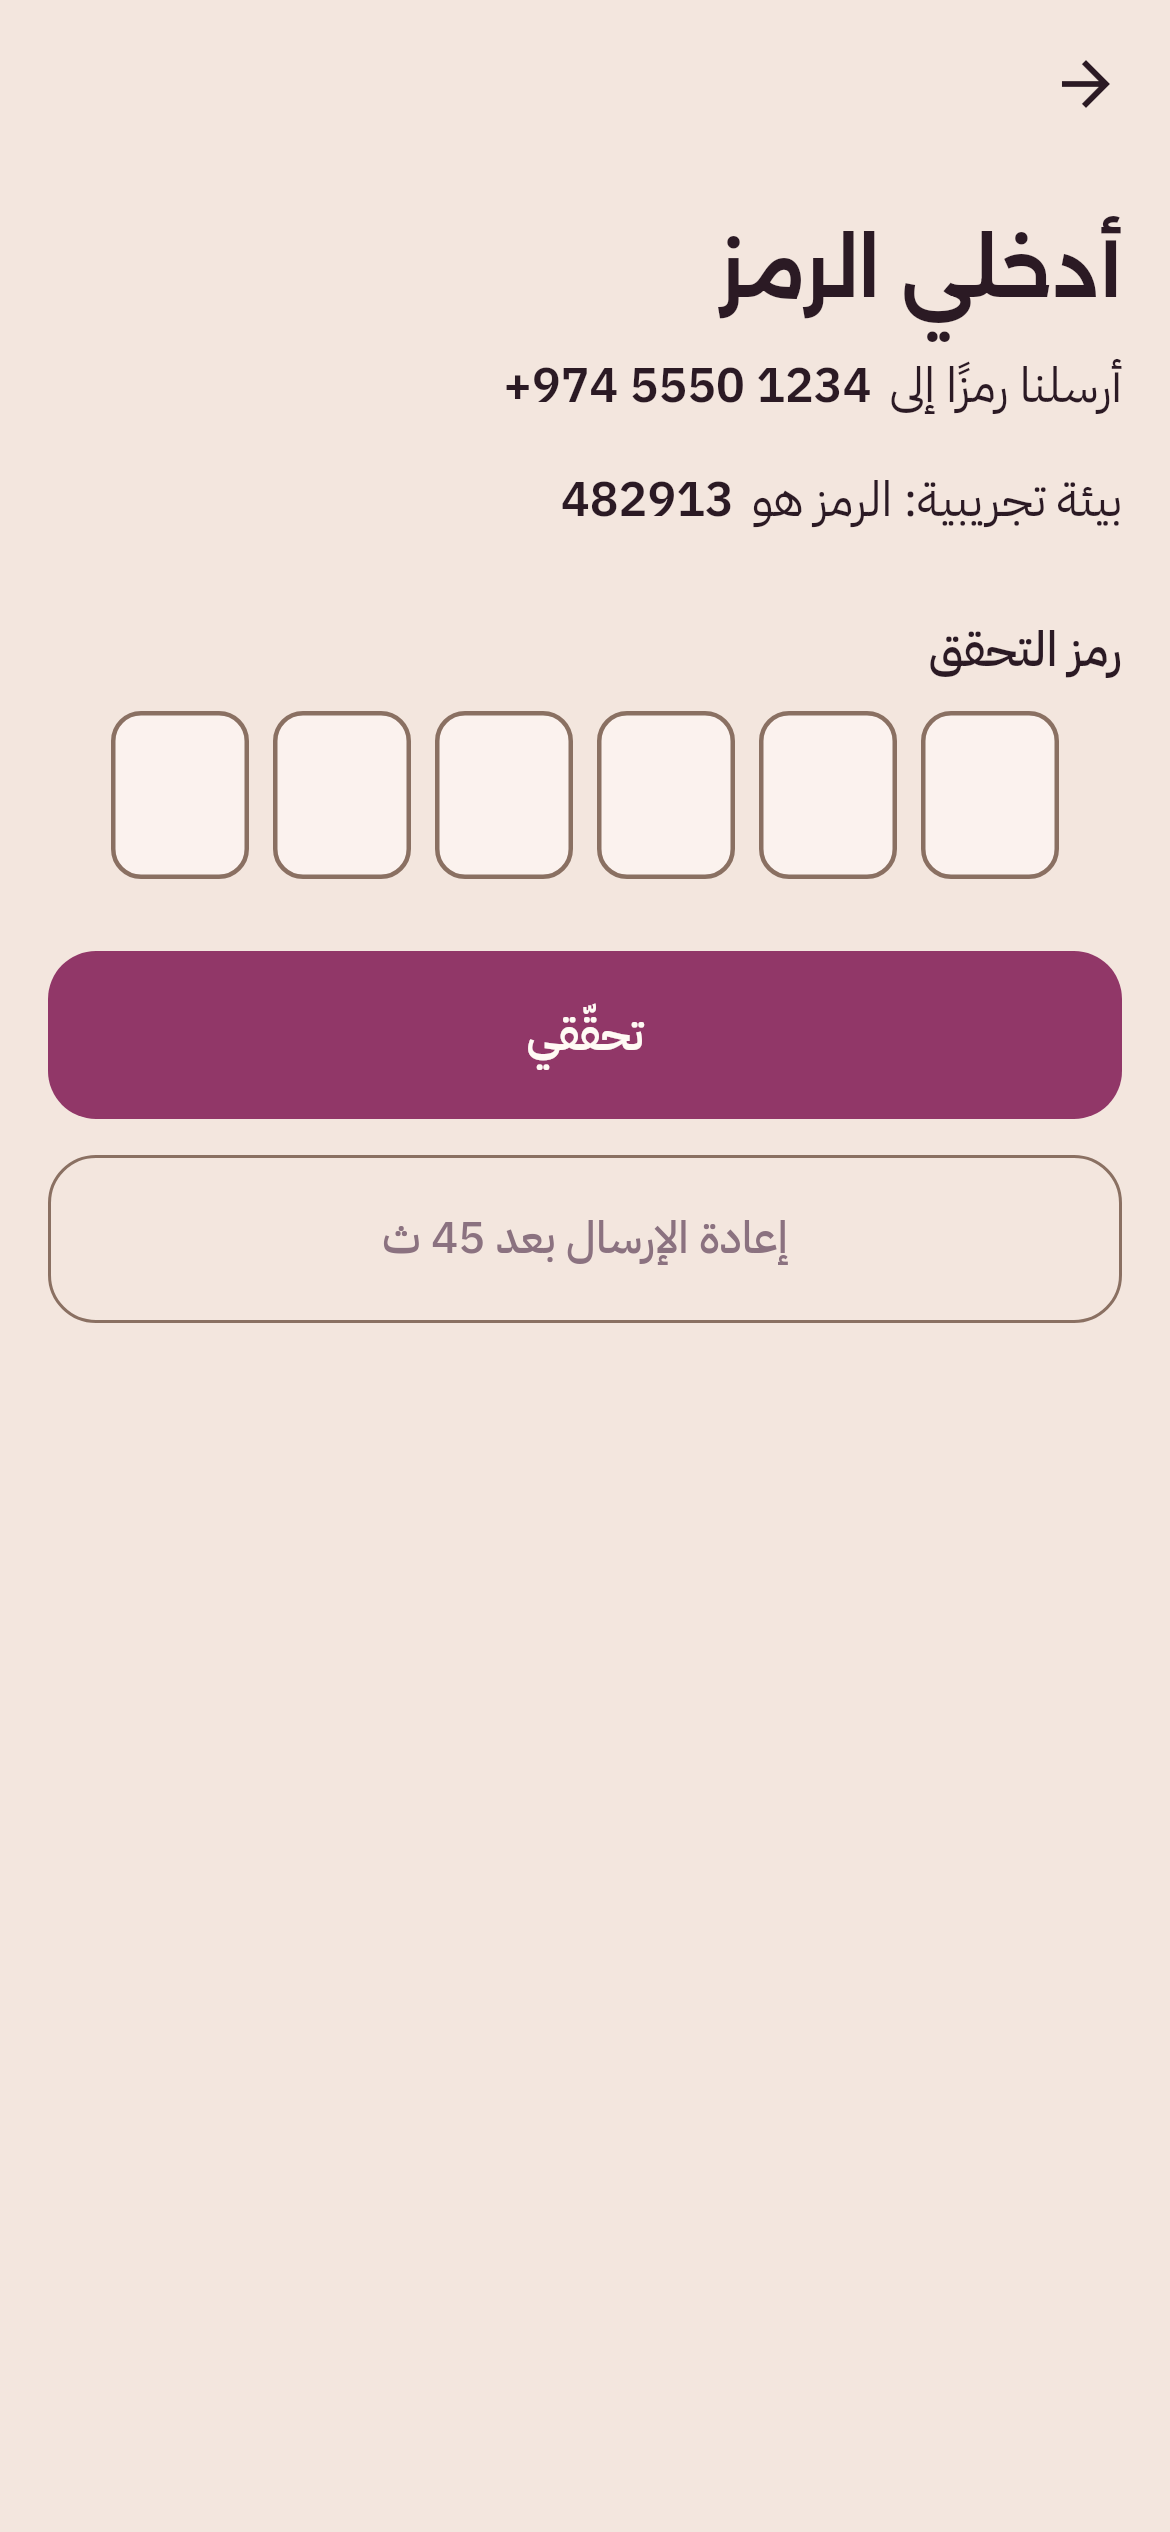 أدخلي الرمز
أرسلنا رمزًا إلى +974 5550 1234
بيئة تجريبية: الرمز هو 482913
رمز التحقق
تحقّقي
إعادة الإرسال بعد 45 ث